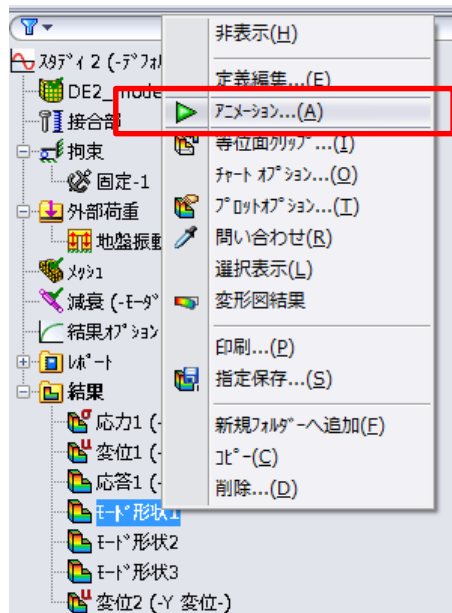 非表示(H)
スタディ 2 (-デフォル
定義編集...(E)
DE2_mode
アニメーション...(A)
接合部
等位面クリップ...(I)
拘束
チャート オプション...(O)
固定-1
プロットオプション...(T)
外部荷重
問い合わせ(R)
地盤振動
選択表示(L)
メッシュ
変形図結果
減衰 (-モーダ
結果オプション
印刷...(P)
レポート
指定保存...(S)
結果
応力1 (-
新規フォルダーへ追加(F)
変位1 (-
コピー(C)
応答1 (-
削除...(D)
モード形状1
モード形状2
モード形状3
変位2 (-Y 変位-)